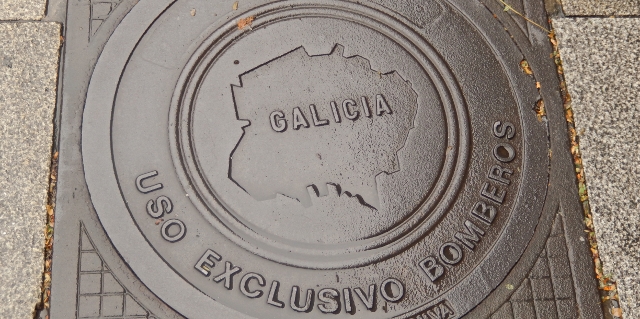 GALICIA
USO EXCLUSIVO BOMBEROS